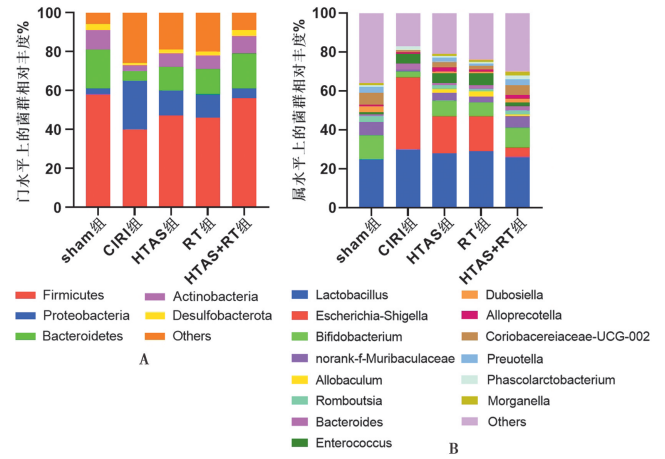 门水平上的菌群相对丰度%
100
80
60
40
20
0
sham组
CIRI组
HTAS组
RT组
HTAS+RT组
Firmicutes
Proteobacteria
Bacteroidetes
Actinobacteria
Desulfobacterota
Others
A
属水平上的菌群相对丰度%
100
80
60
40
20
0
sham组
CIRI组
HTAS组
RT组
HTAS+RT组
Lactobacillus
Escherichia-Shigella
Bifidobacterium
norank-f-Muribaculaceae
Allobaculum
Romboutsia
Bacteroides
Enterococcus
Dubosiella
Alloprecotella
Coriobacereiaceae-UCG-002
Preuotella
Phascolarctobacterium
Morganella
Others
B